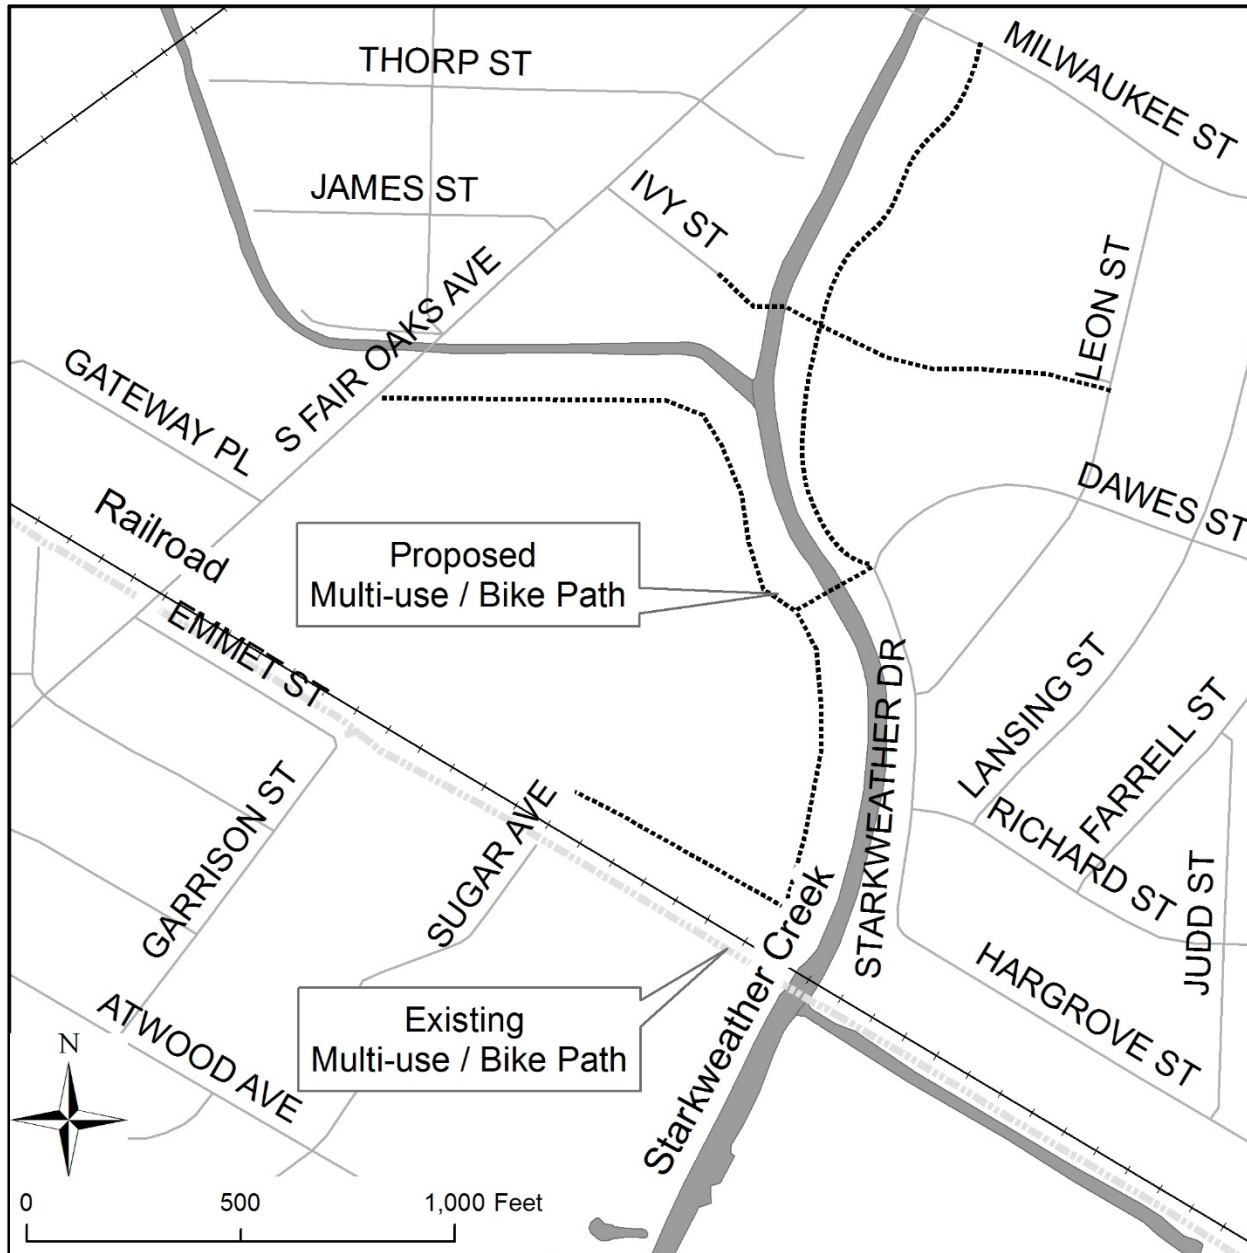 THORP ST
MILWAUKEE ST
JAMES ST
IVY ST
S FAIR OAKS AVE
LEON ST
GATEWAY PL
DAWES ST
Railroad
Proposed
Multi-use / Bike Path
EMMET ST
STARKWEATHER DR
LANSING ST
FARRELL ST
GARRISON ST
SUGAR AVE
RICHARD ST
JUDD ST
Starkweather Creek
HARGROVE ST
ATWOOD AVE
Existing
Multi-use / Bike Path
N
0 500 1,000 Feet